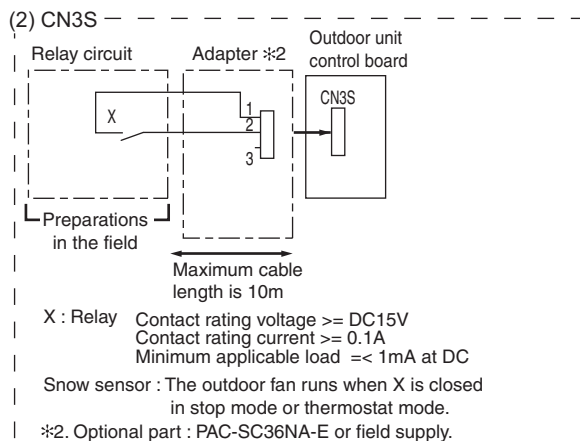 (2) CN3S
Relay circuit
Adapter ✻2
Outdoor unit
control board
X
1
2
3
CN3S
Preparations
in the field
Maximum cable
length is 10m
X : Relay Contact rating voltage >= DC15V
Contact rating current >= 0.1A
Minimum applicable load =< 1mA at DC
Snow sensor : The outdoor fan runs when X is closed
in stop mode or thermostat mode.
✻2. Optional part : PAC-SC36NA-E or field supply.